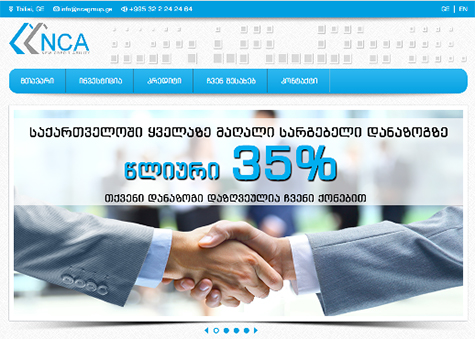 Tbilisi, GE info@ncagroup.ge +995 32 2 24 24 64 GE | EN
NCA
ᲛᲗᲐᲕᲐᲠᲘ ᲘᲜᲕᲔᲡᲢᲘᲪᲘᲐ ᲙᲠᲔᲓᲘᲢᲘ ᲩᲕᲔᲜ ᲨᲔᲡᲐᲮᲔᲑ ᲙᲝᲜᲢᲐᲥᲢᲘ
ᲡᲐᲥᲐᲠᲗᲕᲔᲚᲝᲨᲘ ᲧᲕᲔᲚᲐᲖᲔ ᲛᲐᲦᲐᲚᲘ ᲡᲐᲠᲒᲔᲑᲔᲚᲘ ᲓᲐᲜᲐᲖᲝᲒᲖᲔ
ᲬᲚᲘᲣᲠᲘ 35%
ᲗᲥᲕᲔᲜᲘ ᲓᲐᲜᲐᲖᲝᲒᲘ ᲓᲐᲖᲦᲕᲔᲣᲚᲘᲐ ᲩᲕᲔᲜᲘ ᲥᲝᲜᲔᲑᲘᲗ